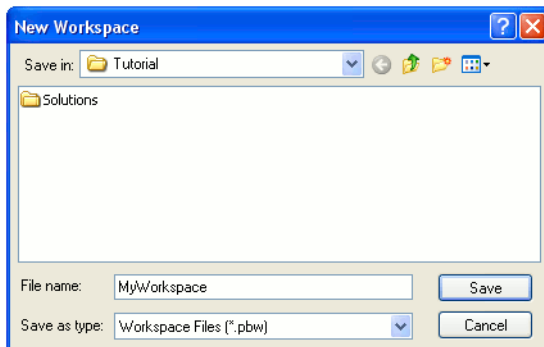 New Workspace
Save in: Tutorial
Solutions
File name: MyWorkspace Save
Save as type: Workspace Files (*.pbw) Cancel